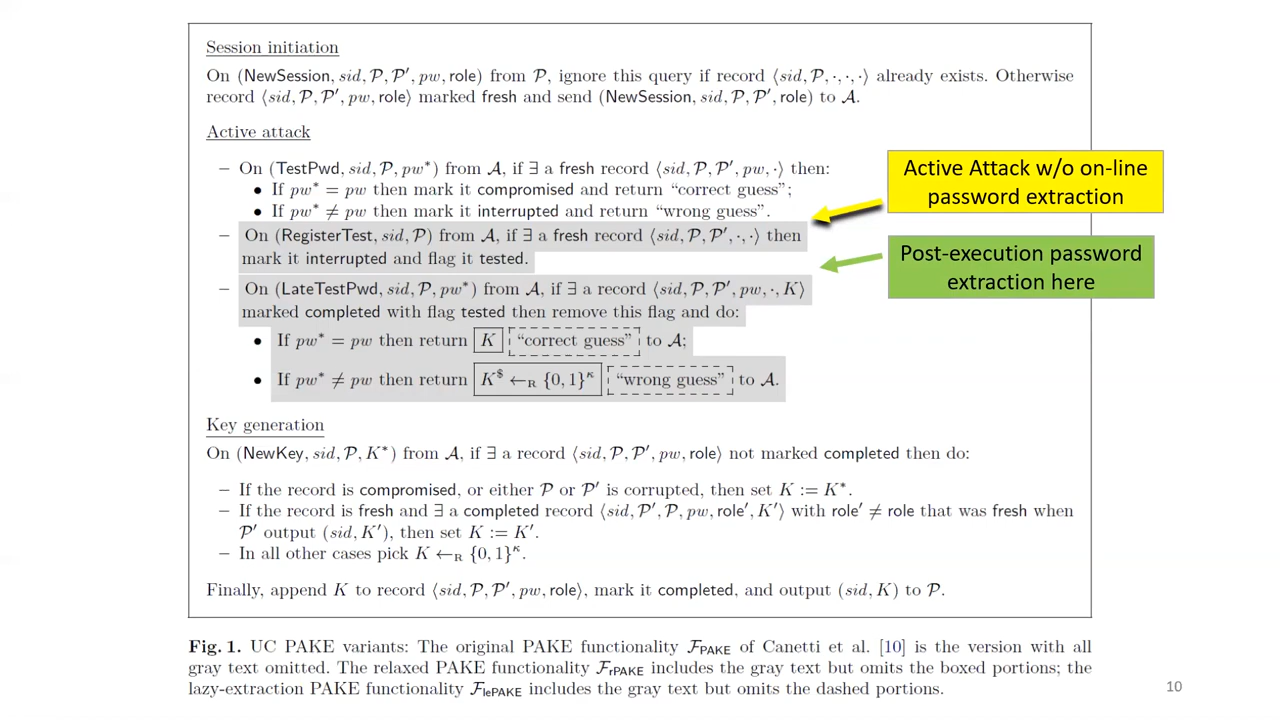 Session initiation
On (NewSession, sid, 𝒫, 𝒫′, pw, role) from 𝒫, ignore this query if record ⟨sid, 𝒫, ·, ·, ·⟩ already exists. Otherwise
record ⟨sid, 𝒫, 𝒫′, pw, role⟩ marked fresh and send (NewSession, sid, 𝒫, 𝒫′, role) to 𝒜.
Active attack
– On (TestPwd, sid, 𝒫, pw*) from 𝒜, if ∃ a fresh record ⟨sid, 𝒫, 𝒫′, pw, ·⟩ then:
• If pw* = pw then mark it compromised and return “correct guess”;
• If pw* ≠ pw then mark it interrupted and return “wrong guess”.
– On (RegisterTest, sid, 𝒫) from 𝒜, if ∃ a fresh record ⟨sid, 𝒫, 𝒫′, ·, ·⟩ then
mark it interrupted and flag it tested.
– On (LateTestPwd, sid, 𝒫, pw*) from 𝒜, if ∃ a record ⟨sid, 𝒫, 𝒫′, pw, ·, K⟩
marked completed with flag tested then remove this flag and do:
• If pw* = pw then return K “correct guess” to 𝒜;
• If pw* ≠ pw then return K$ ←R {0, 1}κ “wrong guess” to 𝒜.
Active Attack w/o on-line
password extraction
Post-execution password
extraction here
Key generation
On (NewKey, sid, 𝒫, K*) from 𝒜, if ∃ a record ⟨sid, 𝒫, 𝒫′, pw, role⟩ not marked completed then do:
– If the record is compromised, or either 𝒫 or 𝒫′ is corrupted, then set K := K*.
– If the record is fresh and ∃ a completed record ⟨sid, 𝒫′, 𝒫, pw, role′, K′⟩ with role′ ≠ role that was fresh when
𝒫′ output (sid, K′), then set K := K′.
– In all other cases pick K ←R {0, 1}κ.
Finally, append K to record ⟨sid, 𝒫, 𝒫′, pw, role⟩, mark it completed, and output (sid, K) to 𝒫.
Fig. 1. UC PAKE variants: The original PAKE functionality ℱPAKE of Canetti et al. [10] is the version with all
gray text omitted. The relaxed PAKE functionality ℱrPAKE includes the gray text but omits the boxed portions; the
lazy-extraction PAKE functionality ℱlePAKE includes the gray text but omits the dashed portions.
10